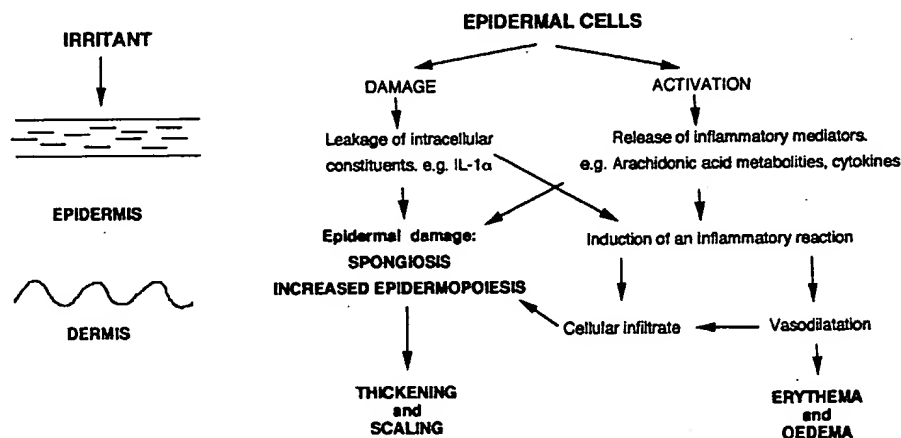 IRRITANT
EPIDERMIS
DERMIS
EPIDERMAL CELLS
DAMAGE
ACTIVATION
Leakage of intracellular
constituents. e.g. IL-1α
Release of inflammatory mediators.
e.g. Arachidonic acid metabolities, cytokines
Epidermal damage:
SPONGIOSIS
INCREASED EPIDERMOPOIESIS
Induction of an inflammatory reaction
Cellular infiltrate
Vasodilatation
THICKENING
and
SCALING
ERYTHEMA
and
OEDEMA